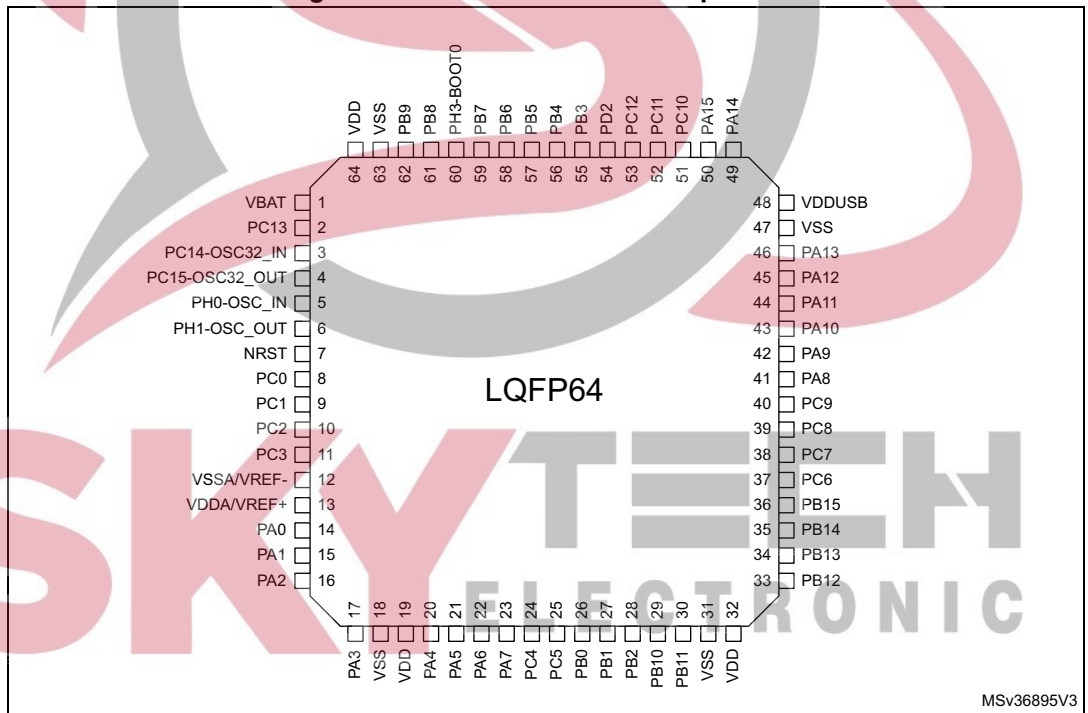 VDD
VSS
PB9
PB8
PH3-BOOT0
PB7
PB6
PB5
PB4
PB3
PD2
PC12
PC11
PC10
PA15
PA14
64
63
62
61
60
59
58
57
56
55
54
53
52
51
50
49
VBAT 1
PC13 2
PC14-OSC32_IN 3
PC15-OSC32_OUT 4
PH0-OSC_IN 5
PH1-OSC_OUT 6
NRST 7
PC0 8
PC1 9
PC2 10
PC3 11
VSSA/VREF- 12
VDDA/VREF+ 13
PA0 14
PA1 15
PA2 16
LQFP64
48 VDDUSB
47 VSS
46 PA13
45 PA12
44 PA11
43 PA10
42 PA9
41 PA8
40 PC9
39 PC8
38 PC7
37 PC6
36 PB15
35 PB14
34 PB13
33 PB12
17
18
19
20
21
22
23
24
25
26
27
28
29
30
31
32
PA3
VSS
VDD
PA4
PA5
PA6
PA7
PC4
PC5
PB0
PB1
PB2
PB10
PB11
VSS
VDD
SKYTECH
ELECTRONIC
MSv36895V3